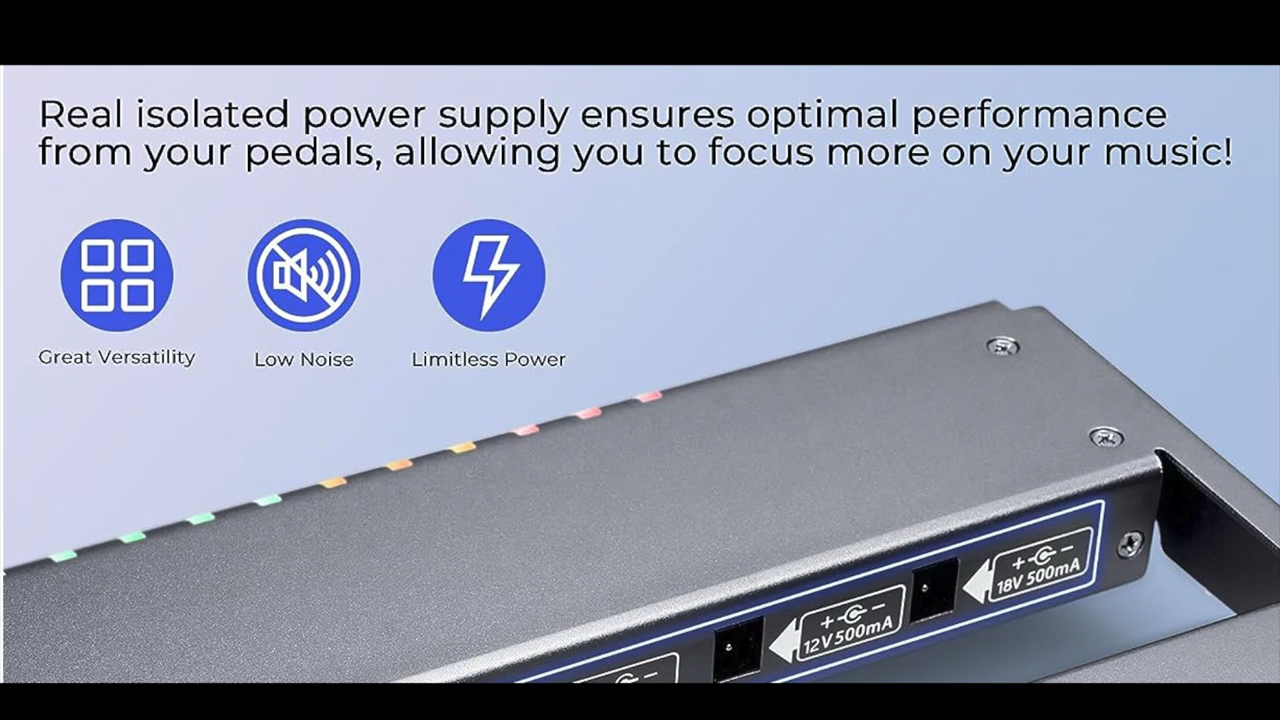 Real isolated power supply ensures optimal performance
from your pedals, allowing you to focus more on your music!
Great Versatility
Low Noise
Limitless Power
18V 500mA
12V 500mA